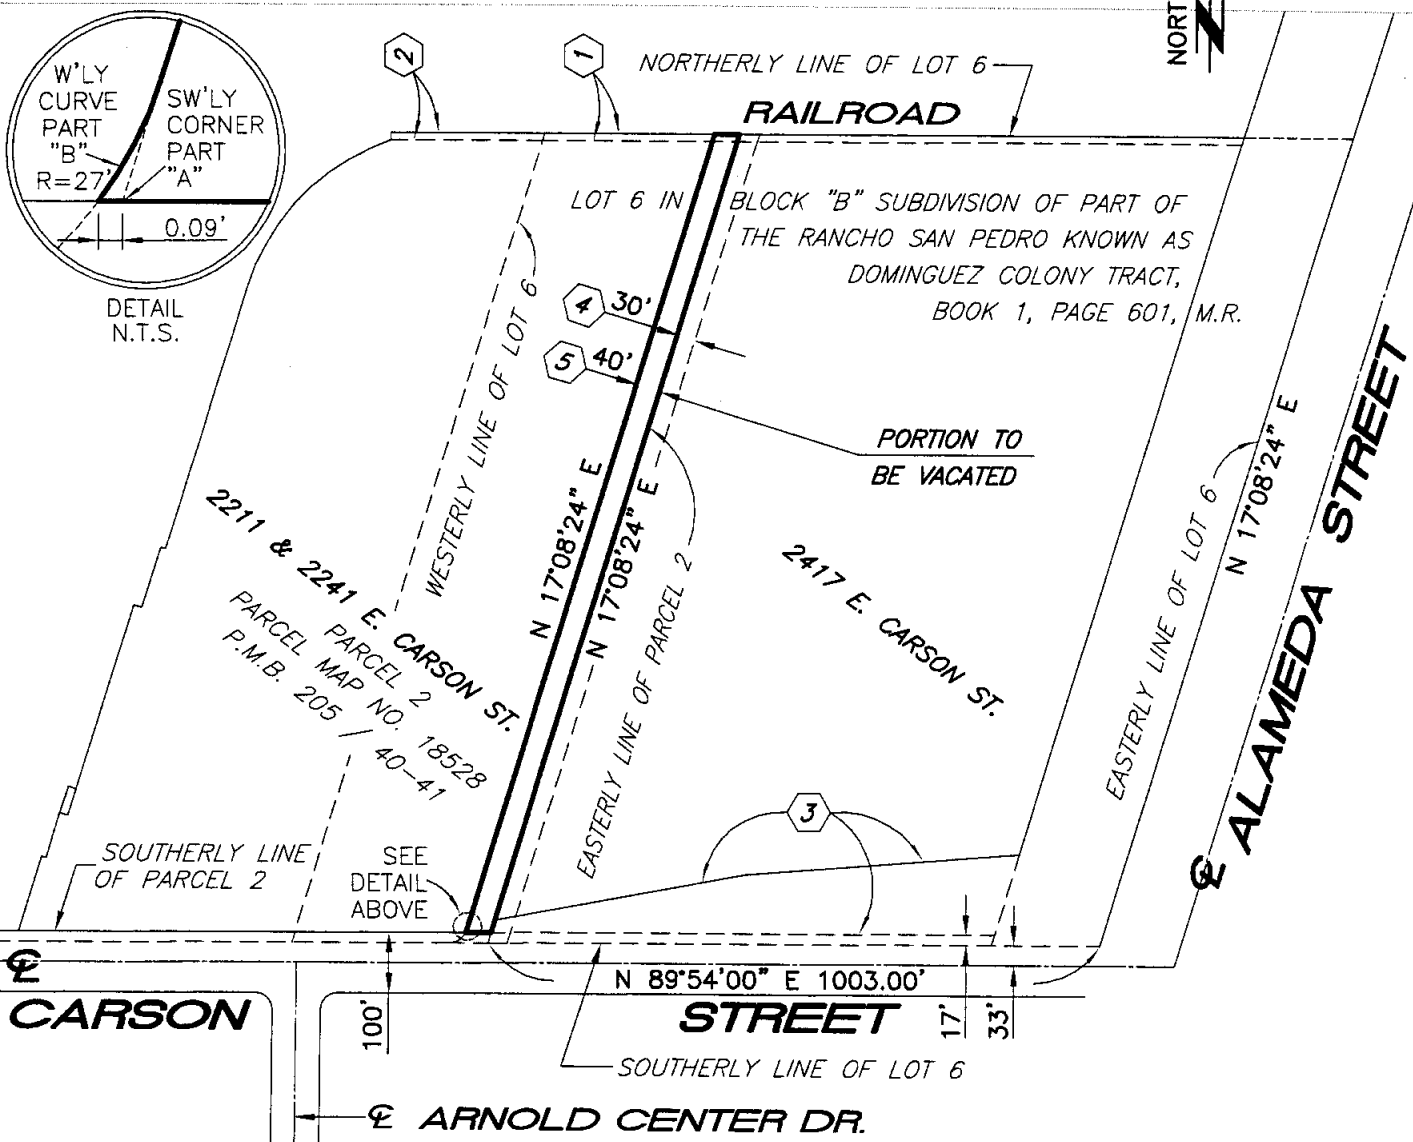 NORT
W'LY
CURVE
PART
"B"
R=27'
SW'LY
CORNER
PART
"A"
0.09'
DETAIL
N.T.S.
2
1
NORTHERLY LINE OF LOT 6
RAILROAD
LOT 6 IN BLOCK "B" SUBDIVISION OF PART OF
THE RANCHO SAN PEDRO KNOWN AS
DOMINGUEZ COLONY TRACT,
BOOK 1, PAGE 601, M.R.
4 30'
5 40'
PORTION TO
BE VACATED
WESTERLY LINE OF LOT 6
N 17°08'24" E
N 17°08'24" E
EASTERLY LINE OF PARCEL 2
2211 & 2241 E. CARSON ST.
PARCEL 2
PARCEL MAP NO. 18528
P.M.B. 205 / 40-41
2417 E. CARSON ST.
EASTERLY LINE OF LOT 6
N 17°08'24" E
℄ ALAMEDA STREET
3
SOUTHERLY LINE
OF PARCEL 2
SEE
DETAIL
ABOVE
℄
CARSON STREET
N 89°54'00" E 1003.00'
100'
17'
33'
SOUTHERLY LINE OF LOT 6
℄ ARNOLD CENTER DR.